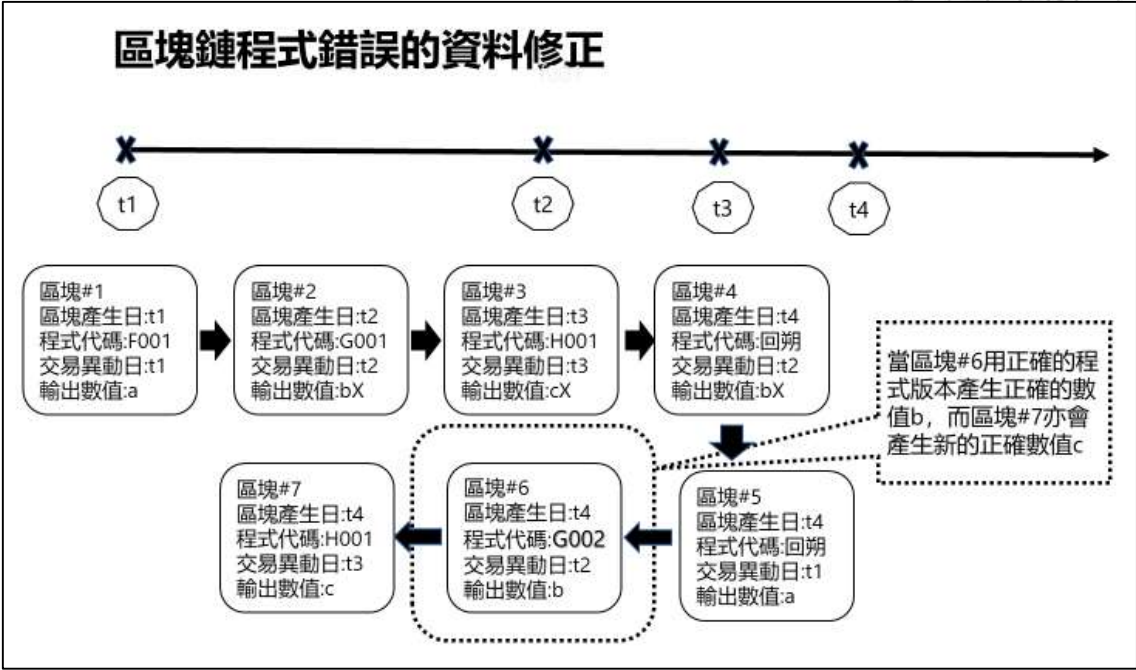 區塊鏈程式錯誤的資料修正
t1
t2
t3
t4
區塊#1
區塊產生日:t1
程式代碼:F001
交易異動日:t1
輸出數值:a
區塊#2
區塊產生日:t2
程式代碼:G001
交易異動日:t2
輸出數值:bX
區塊#3
區塊產生日:t3
程式代碼:H001
交易異動日:t3
輸出數值:cX
區塊#4
區塊產生日:t4
程式代碼:回朔
交易異動日:t2
輸出數值:bX
當區塊#6用正確的程
式版本產生正確的數
值b，而區塊#7亦會
產生新的正確數值c
區塊#5
區塊產生日:t4
程式代碼:回朔
交易異動日:t1
輸出數值:a
區塊#6
區塊產生日:t4
程式代碼:G002
交易異動日:t2
輸出數值:b
區塊#7
區塊產生日:t4
程式代碼:H001
交易異動日:t3
輸出數值:c